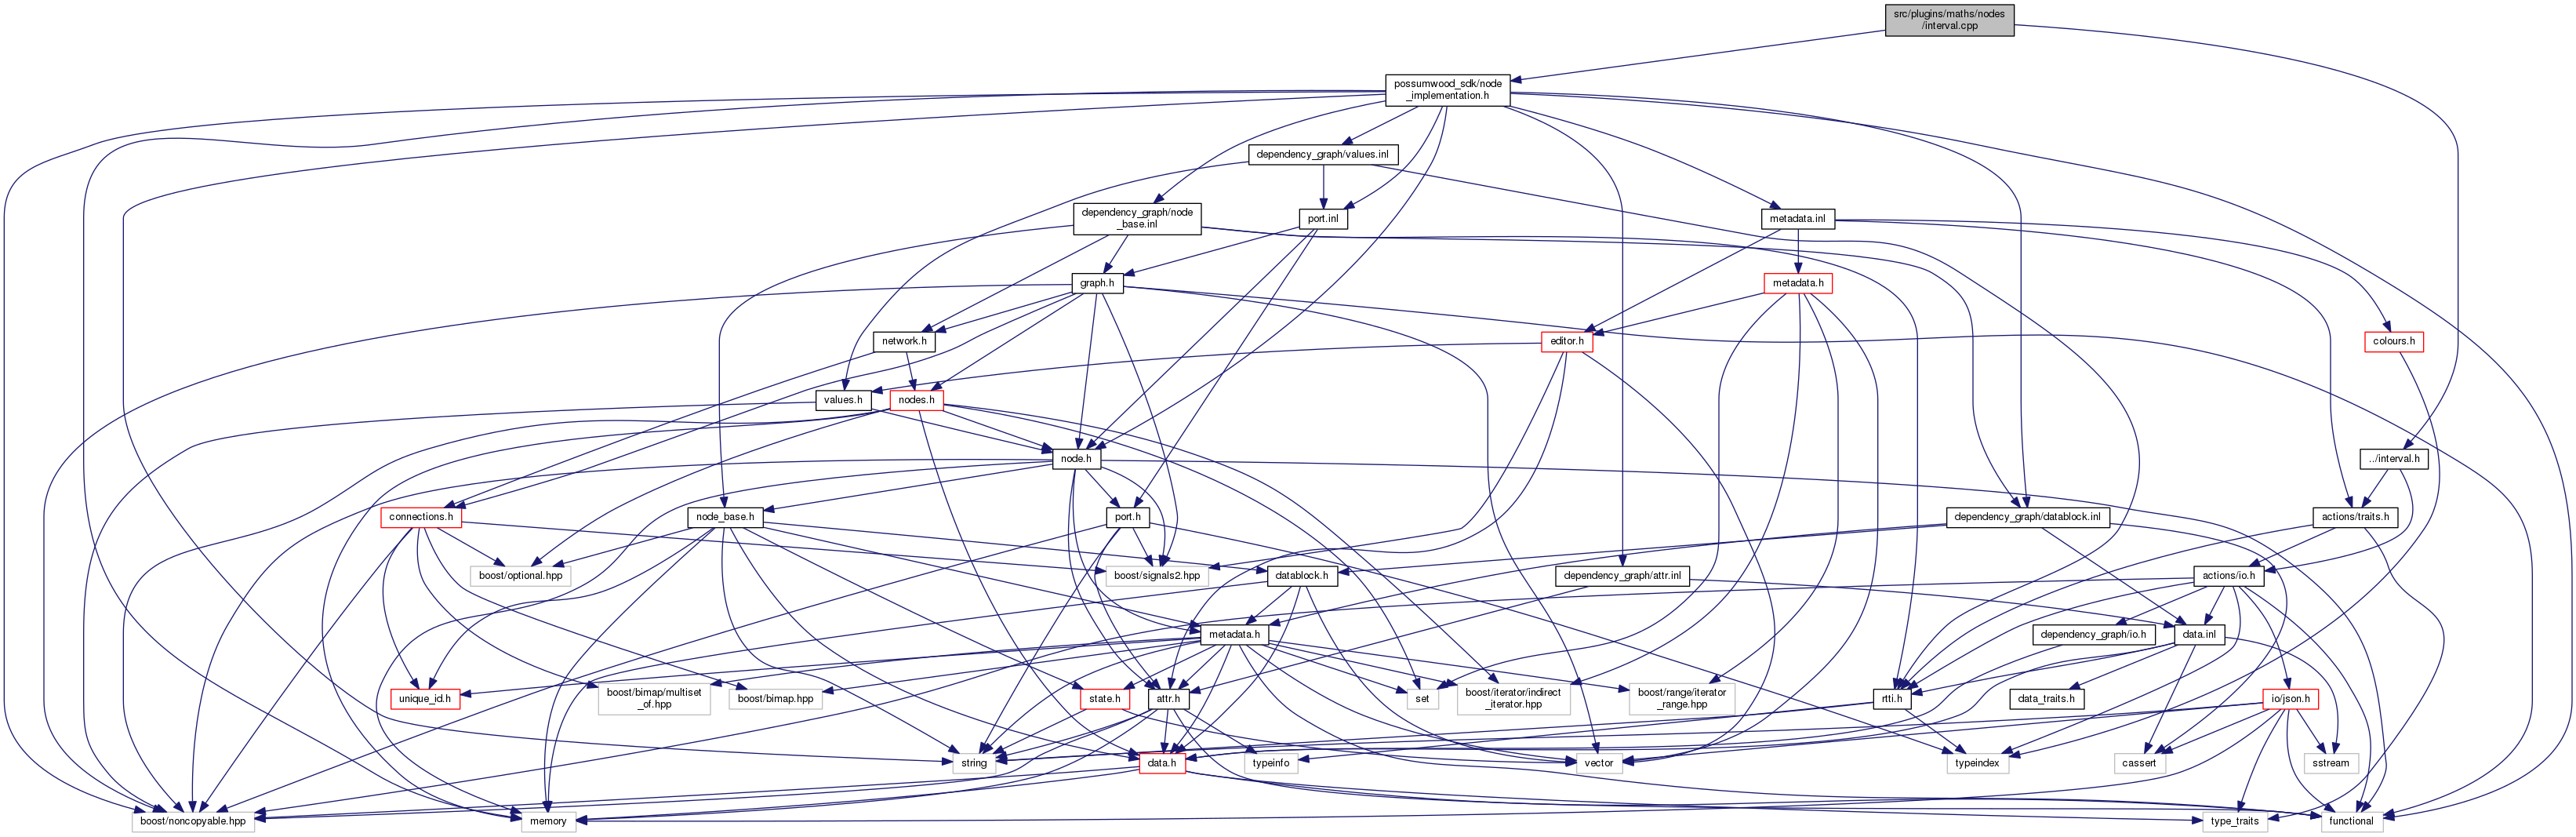 src/plugins/maths/nodes
/interval.cpp
possumwood_sdk/node
_implementation.h
dependency_graph/values.inl
dependency_graph/node
_base.inl
port.inl
metadata.inl
graph.h
metadata.h
network.h
editor.h
colours.h
values.h
nodes.h
node.h
../interval.h
connections.h
node_base.h
port.h
dependency_graph/datablock.inl
actions/traits.h
boost/optional.hpp
boost/signals2.hpp
datablock.h
dependency_graph/attr.inl
actions/io.h
metadata.h
dependency_graph/io.h
data.inl
unique_id.h
boost/bimap/multiset
_of.hpp
boost/bimap.hpp
state.h
attr.h
set
boost/iterator/indirect
_iterator.hpp
boost/range/iterator
_range.hpp
rtti.h
data_traits.h
io/json.h
string
data.h
typeinfo
vector
typeindex
cassert
sstream
boost/noncopyable.hpp
memory
type_traits
functional